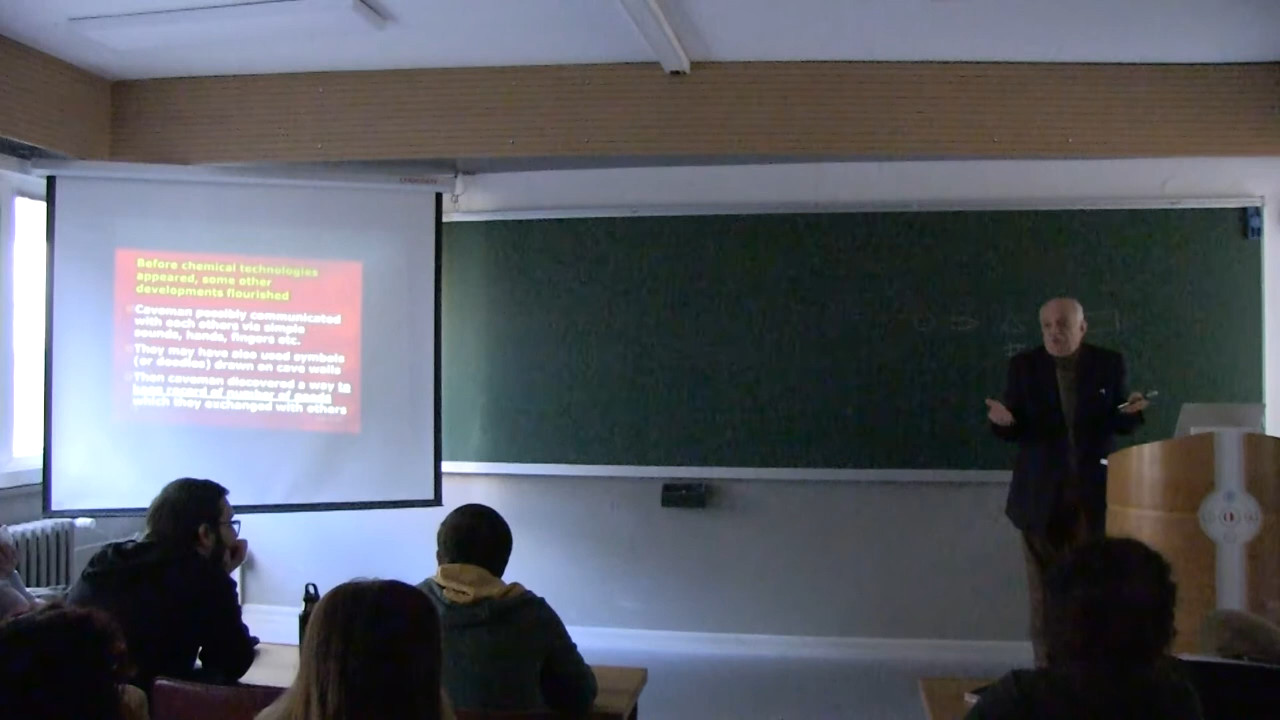 Before chemical technologies
appeared, some other
developments flourished
Caveman possibly communicated
with each others via simple
sounds, hands, fingers etc.
They may have also used symbols
(or doodles) drawn on cave walls
Then caveman discovered a way to
keep record of number of goods
which they exchanged with others